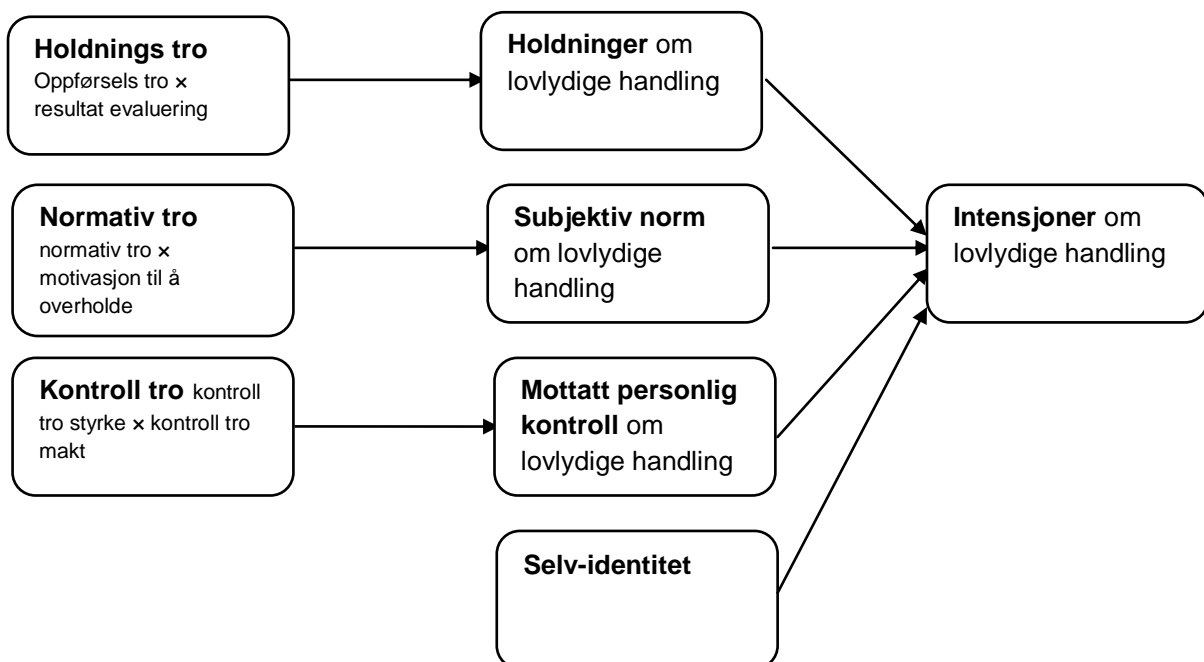 Holdnings tro
Oppførsels tro ×
resultat evaluering
Holdninger om
lovlydige handling
Normativ tro
normativ tro ×
motivasjon til å
overholde
Subjektiv norm
om lovlydige
handling
Intensjoner om
lovlydige handling
Kontroll tro kontroll
tro styrke × kontroll tro
makt
Mottatt personlig
kontroll om
lovlydige handling
Selv-identitet